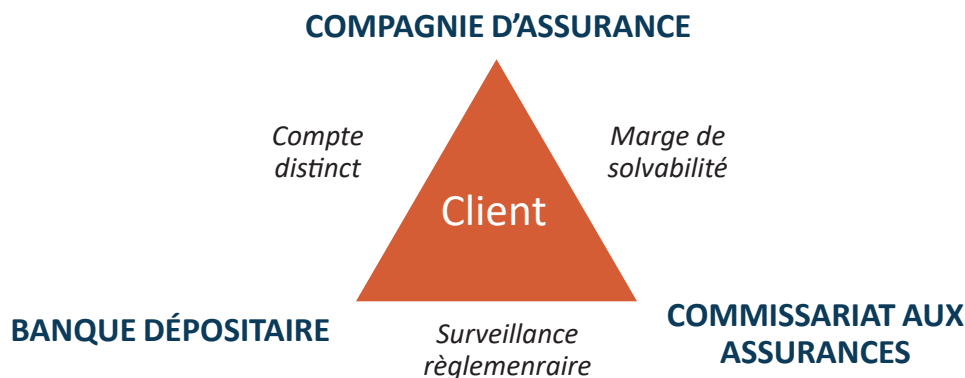 COMPAGNIE D'ASSURANCE
Compte
distinct
Marge de
solvabilité
Client
BANQUE DÉPOSITAIRE
Surveillance
règlemenraire
COMMISSARIAT AUX
ASSURANCES